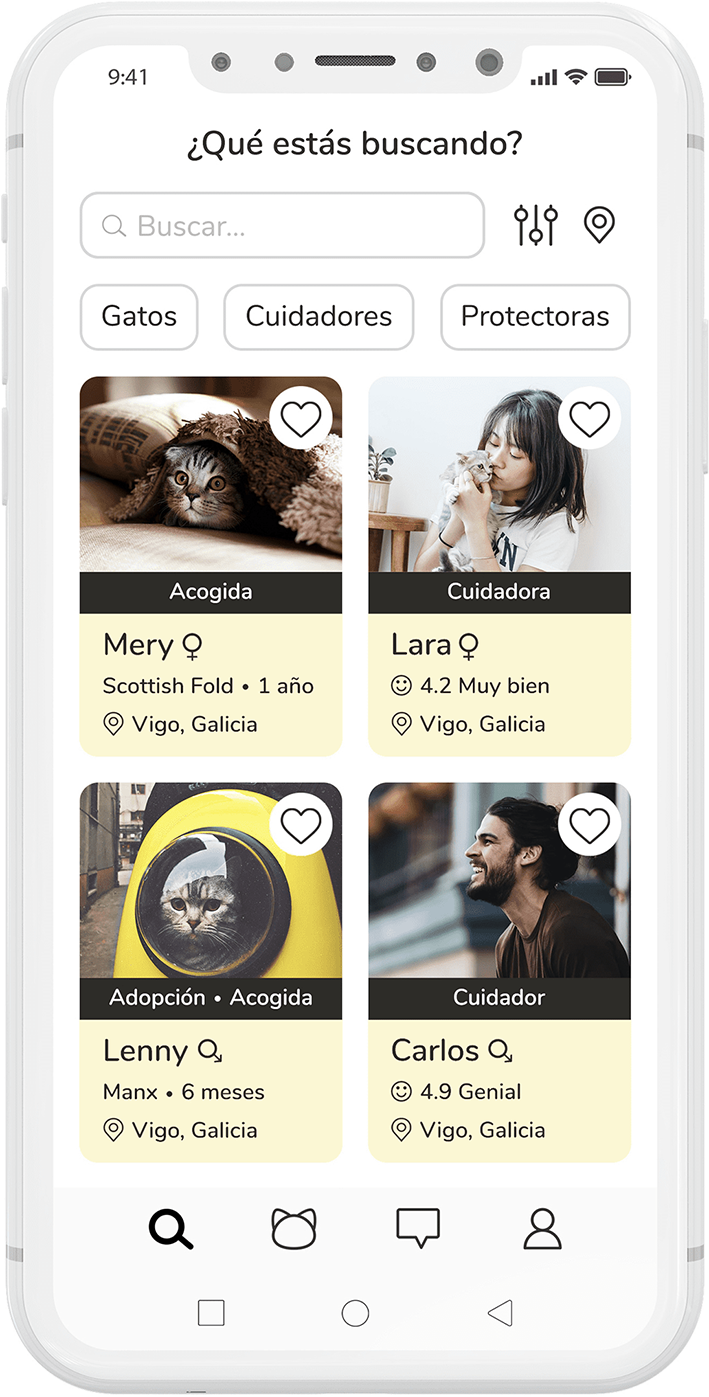 9:41
¿Qué estás buscando?
Buscar...
Gatos
Cuidadores
Protectoras
Acogida
Mery
Scottish Fold • 1 año
Vigo, Galicia
Cuidadora
Lara
4.2 Muy bien
Vigo, Galicia
Adopción • Acogida
Lenny
Manx • 6 meses
Vigo, Galicia
Cuidador
Carlos
4.9 Genial
Vigo, Galicia